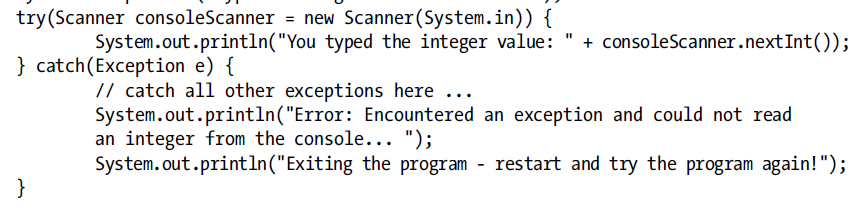 try(Scanner consoleScanner = new Scanner(System.in)) {
System.out.println("You typed the integer value: " + consoleScanner.nextInt());
} catch(Exception e) {
// catch all other exceptions here ...
System.out.println("Error: Encountered an exception and could not read
an integer from the console... ");
System.out.println("Exiting the program - restart and try the program again!");
}